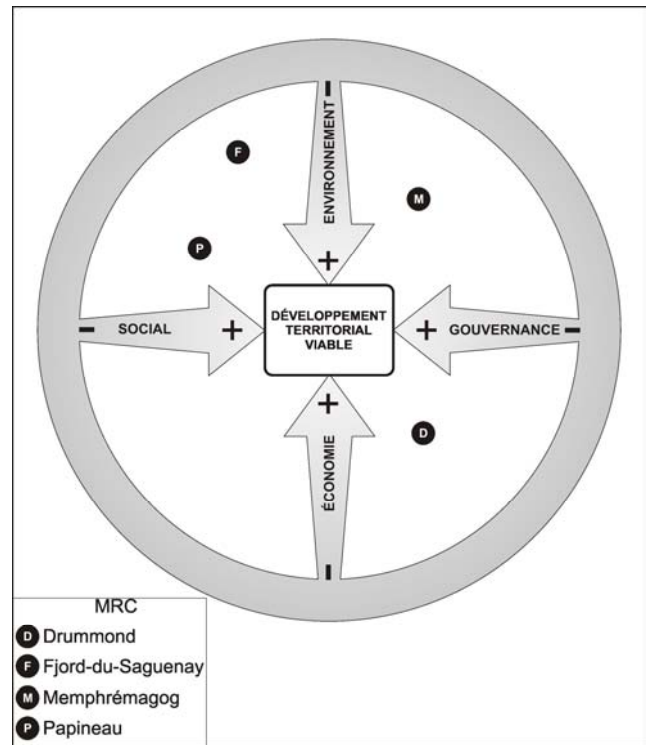 −
ENVIRONNEMENT
+
F
M
P
− SOCIAL +
DÉVELOPPEMENT
TERRITORIAL
VIABLE
+ GOUVERNANCE −
+
ÉCONOMIE
−
D
MRC
D Drummond
F Fjord-du-Saguenay
M Memphrémagog
P Papineau